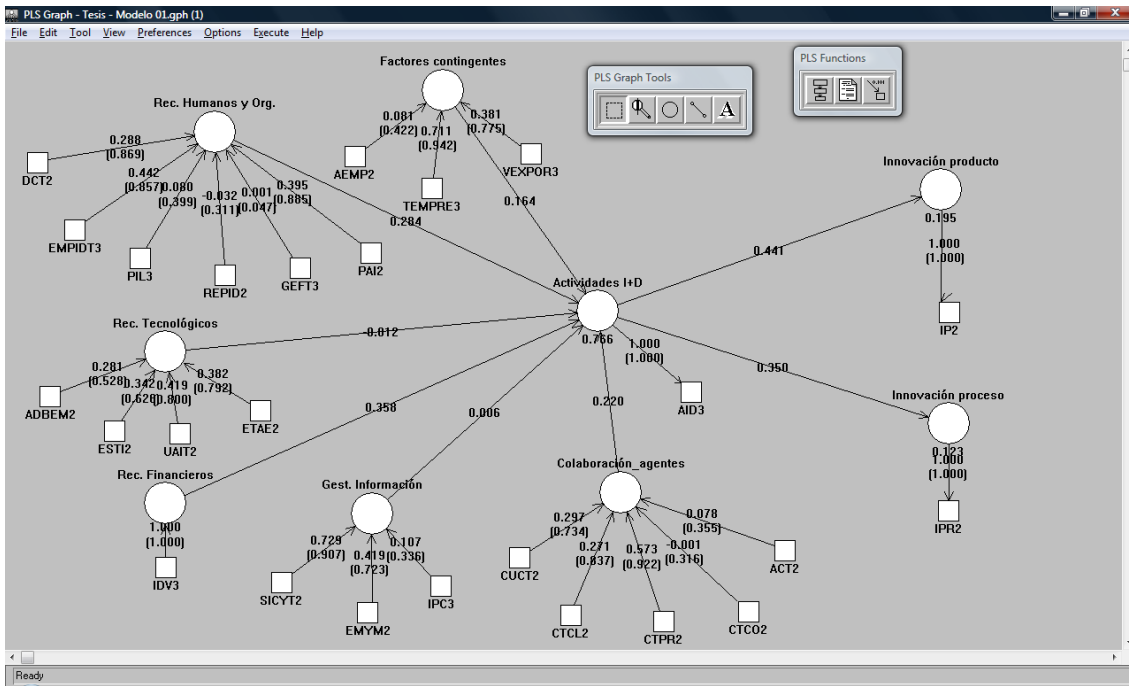 PLS Graph - Tesis - Modelo 01.gph (1)
File Edit Tool View Preferences Options Execute Help
PLS Graph Tools
A
PLS Functions
Factores contingentes
0.081
(0.422)
0.711
(0.942)
0.381
(0.775)
AEMP2
TEMPRE3
VEXPOR3
0.164
Rec. Humanos y Org.
0.288
(0.869)
0.442
(0.857)
0.080
(0.399)
-0.032
(0.311)
0.001
(0.047)
0.395
(0.885)
DCT2
EMPIDT3
PIL3
REPID2
GEFT3
PAI2
0.284
Innovación producto
0.195
1.000
(1.000)
IP2
0.441
Actividades I+D
0.766
1.000
(1.000)
AID3
0.350
Rec. Tecnológicos
-0.012
0.281
(0.528)
0.342
(0.626)
0.419
(0.800)
0.382
(0.792)
ADBEM2
ESTI2
UAIT2
ETAE2
Innovación proceso
0.123
1.000
(1.000)
IPR2
Rec. Financieros
0.358
1.000
(1.000)
IDV3
Gest. Información
0.006
0.729
(0.907)
0.419
(0.723)
0.107
(0.336)
SICYT2
EMYM2
IPC3
Colaboración_agentes
0.220
0.297
(0.734)
0.271
(0.837)
0.573
(0.922)
-0.001
(0.316)
0.078
(0.355)
CUCT2
CTCL2
CTPR2
CTCO2
ACT2
Ready